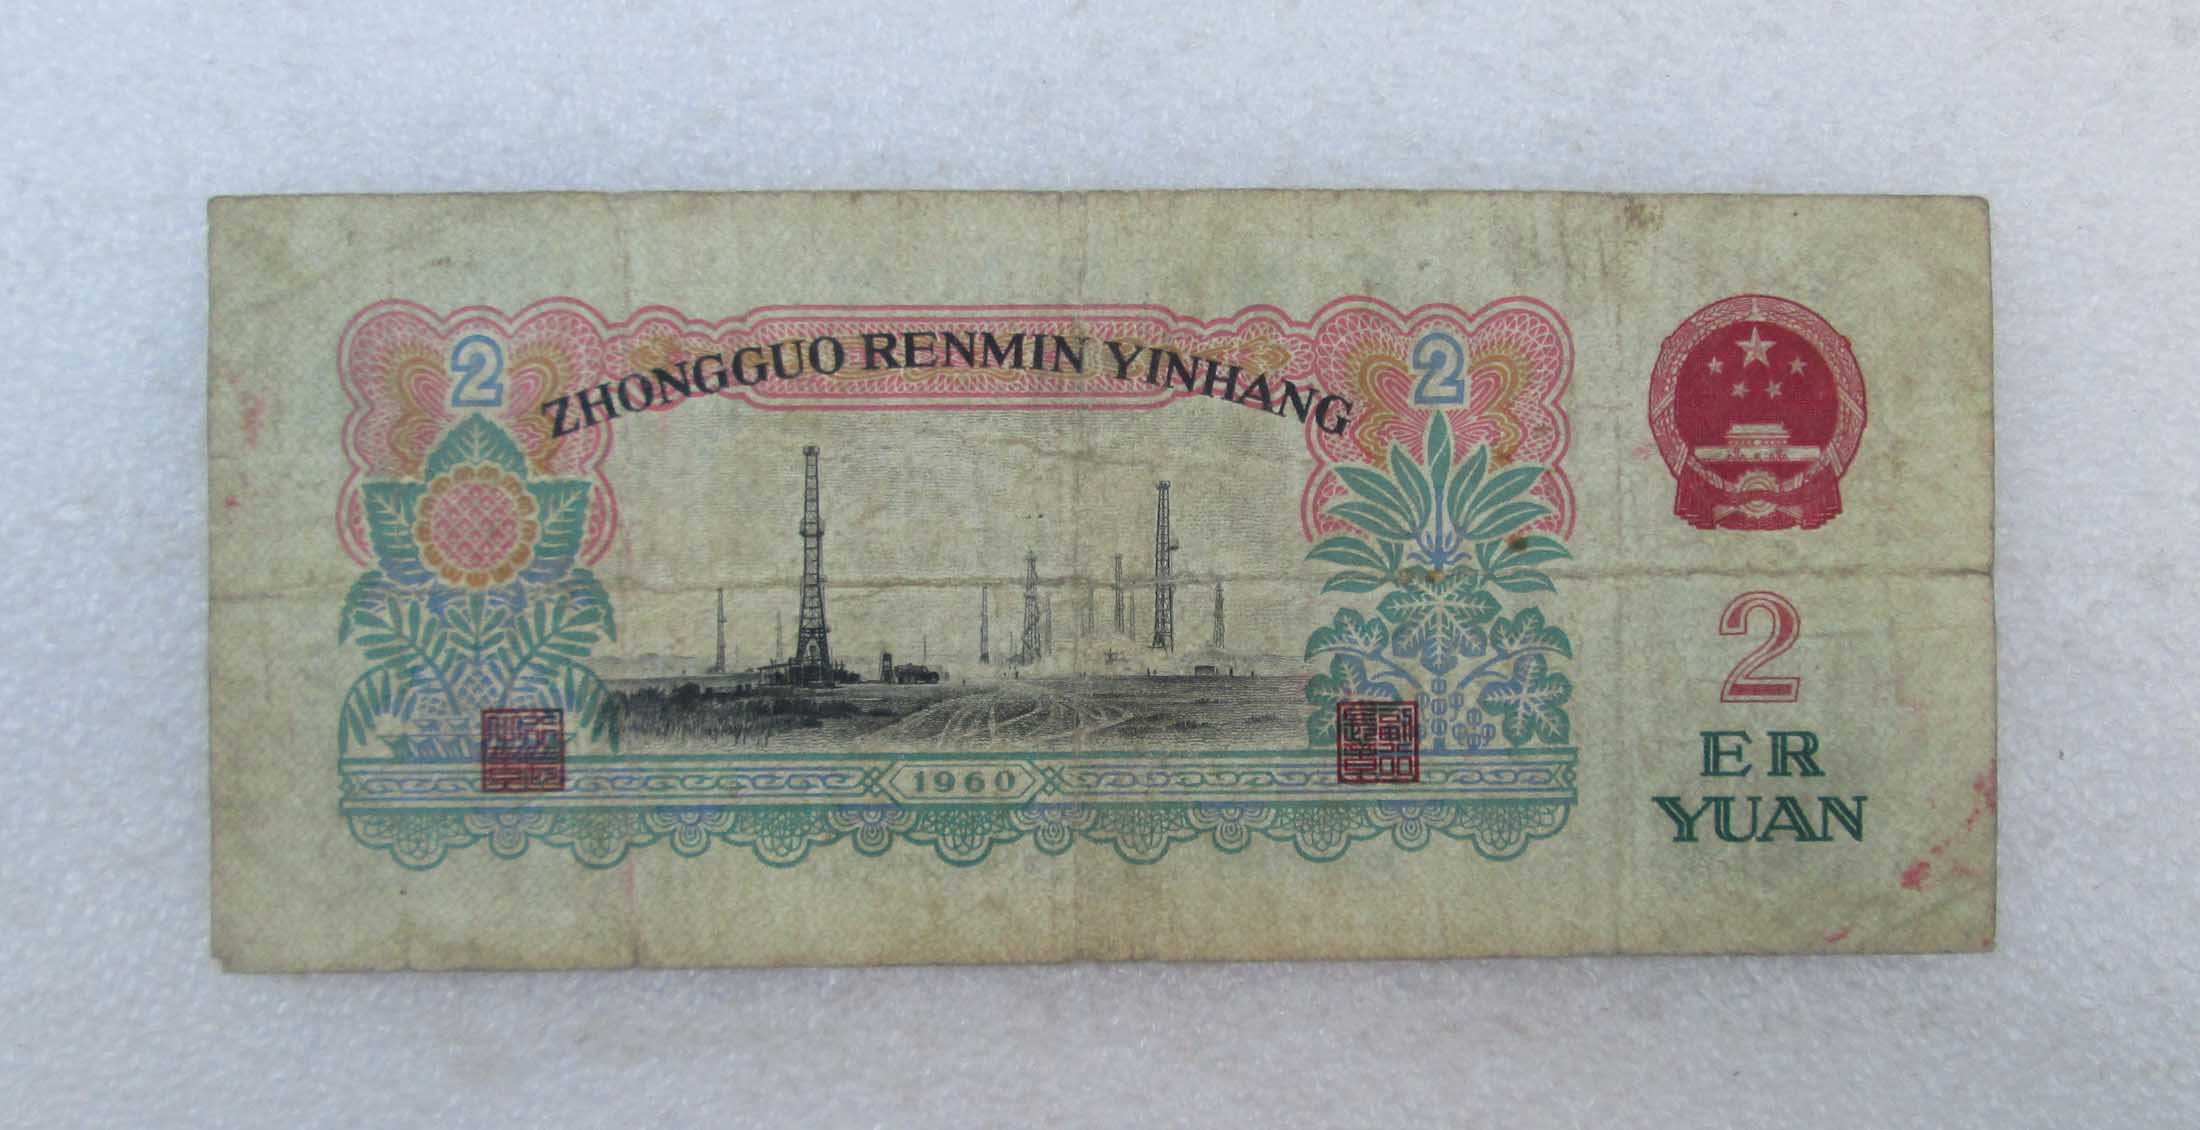 2
ZHONGGUO RENMIN YINHANG
2
2
ER
YUAN
1960